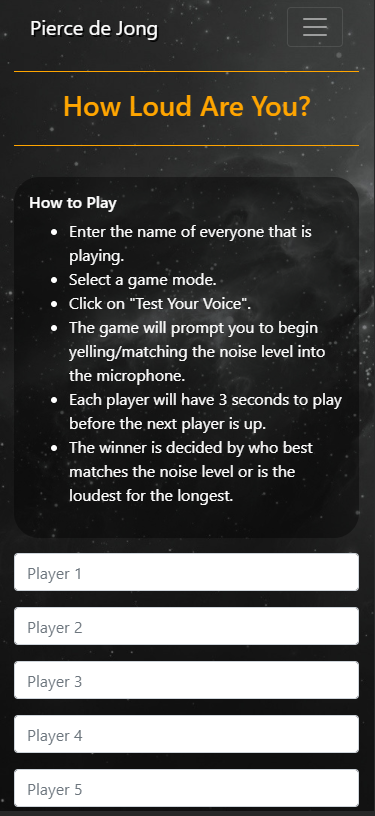 Pierce de Jong
How Loud Are You?
How to Play
Enter the name of everyone that is
playing.
Select a game mode.
Click on "Test Your Voice".
The game will prompt you to begin
yelling/matching the noise level into
the microphone.
Each player will have 3 seconds to play
before the next player is up.
The winner is decided by who best
matches the noise level or is the
loudest for the longest.
Player 1
Player 2
Player 3
Player 4
Player 5